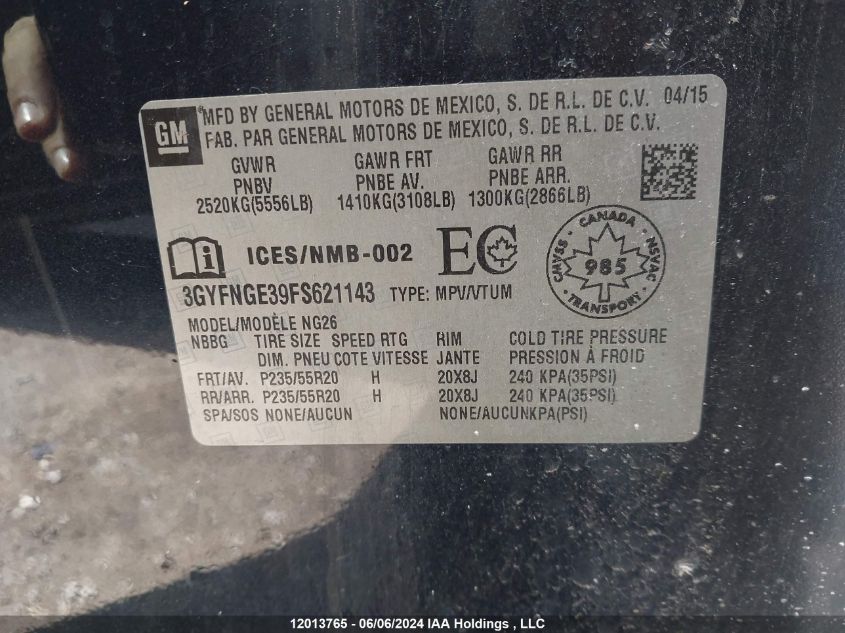 GM
MFD BY GENERAL MOTORS DE MEXICO, S. DE R.L. DE C.V. 04/15
FAB. PAR GENERAL MOTORS DE MEXICO, S. DE R.L. DE C.V.
GVWR GAWR FRT GAWR RR
PNBV PNBE AV. PNBE ARR.
2520KG(5556LB) 1410KG(3108LB) 1300KG(2866LB)
i ICES/NMB-002 EC
CANADA
CMVSS 985 NSVAC
TRANSPORT
3GYFNGE39FS621143 TYPE: MPV/VTUM
MODEL/MODÈLE NG26
NBBG TIRE SIZE SPEED RTG RIM COLD TIRE PRESSURE
DIM. PNEU COTE VITESSE JANTE PRESSION À FROID
FRT/AV. P235/55R20 H 20X8J 240 KPA(35PSI)
RR/ARR. P235/55R20 H 20X8J 240 KPA(35PSI)
SPA/SOS NONE/AUCUN NONE/AUCUNKPA(PSI)
12013765 - 06/06/2024 IAA Holdings , LLC